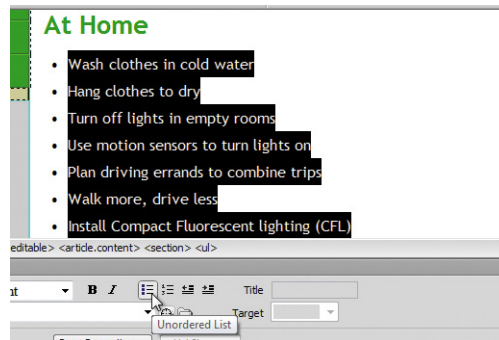 At Home
• Wash clothes in cold water
• Hang clothes to dry
• Turn off lights in empty rooms
• Use motion sensors to turn lights on
• Plan driving errands to combine trips
• Walk more, drive less
• Install Compact Fluorescent lighting (CFL)
editable> <article.content> <section> <ul>
B I Title
Target
Unordered List